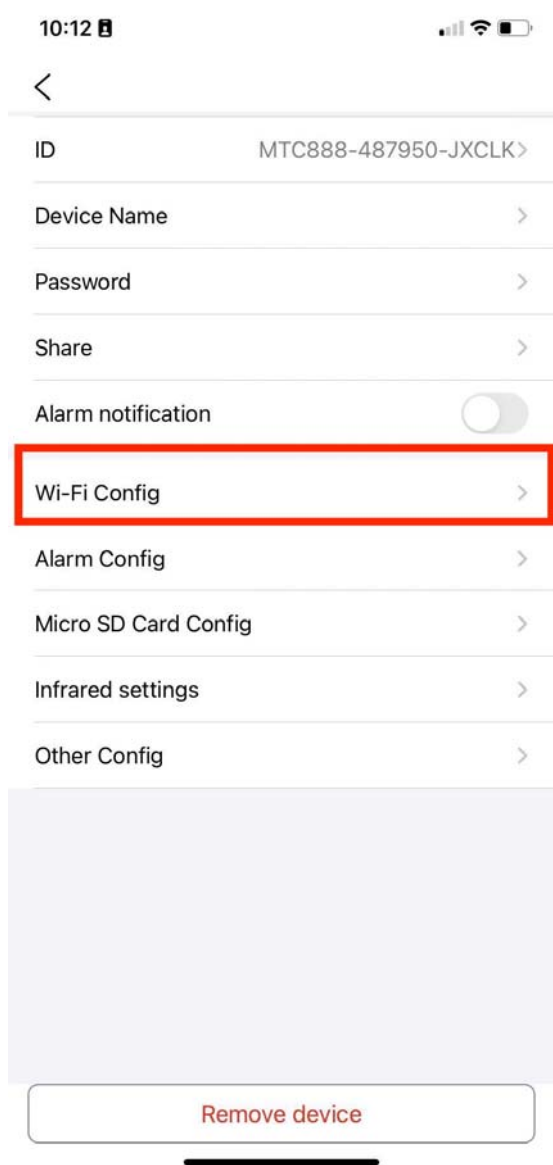 10:12
ID MTC888-487950-JXCLK
Device Name
Password
Share
Alarm notification
Wi-Fi Config
Alarm Config
Micro SD Card Config
Infrared settings
Other Config
Remove device